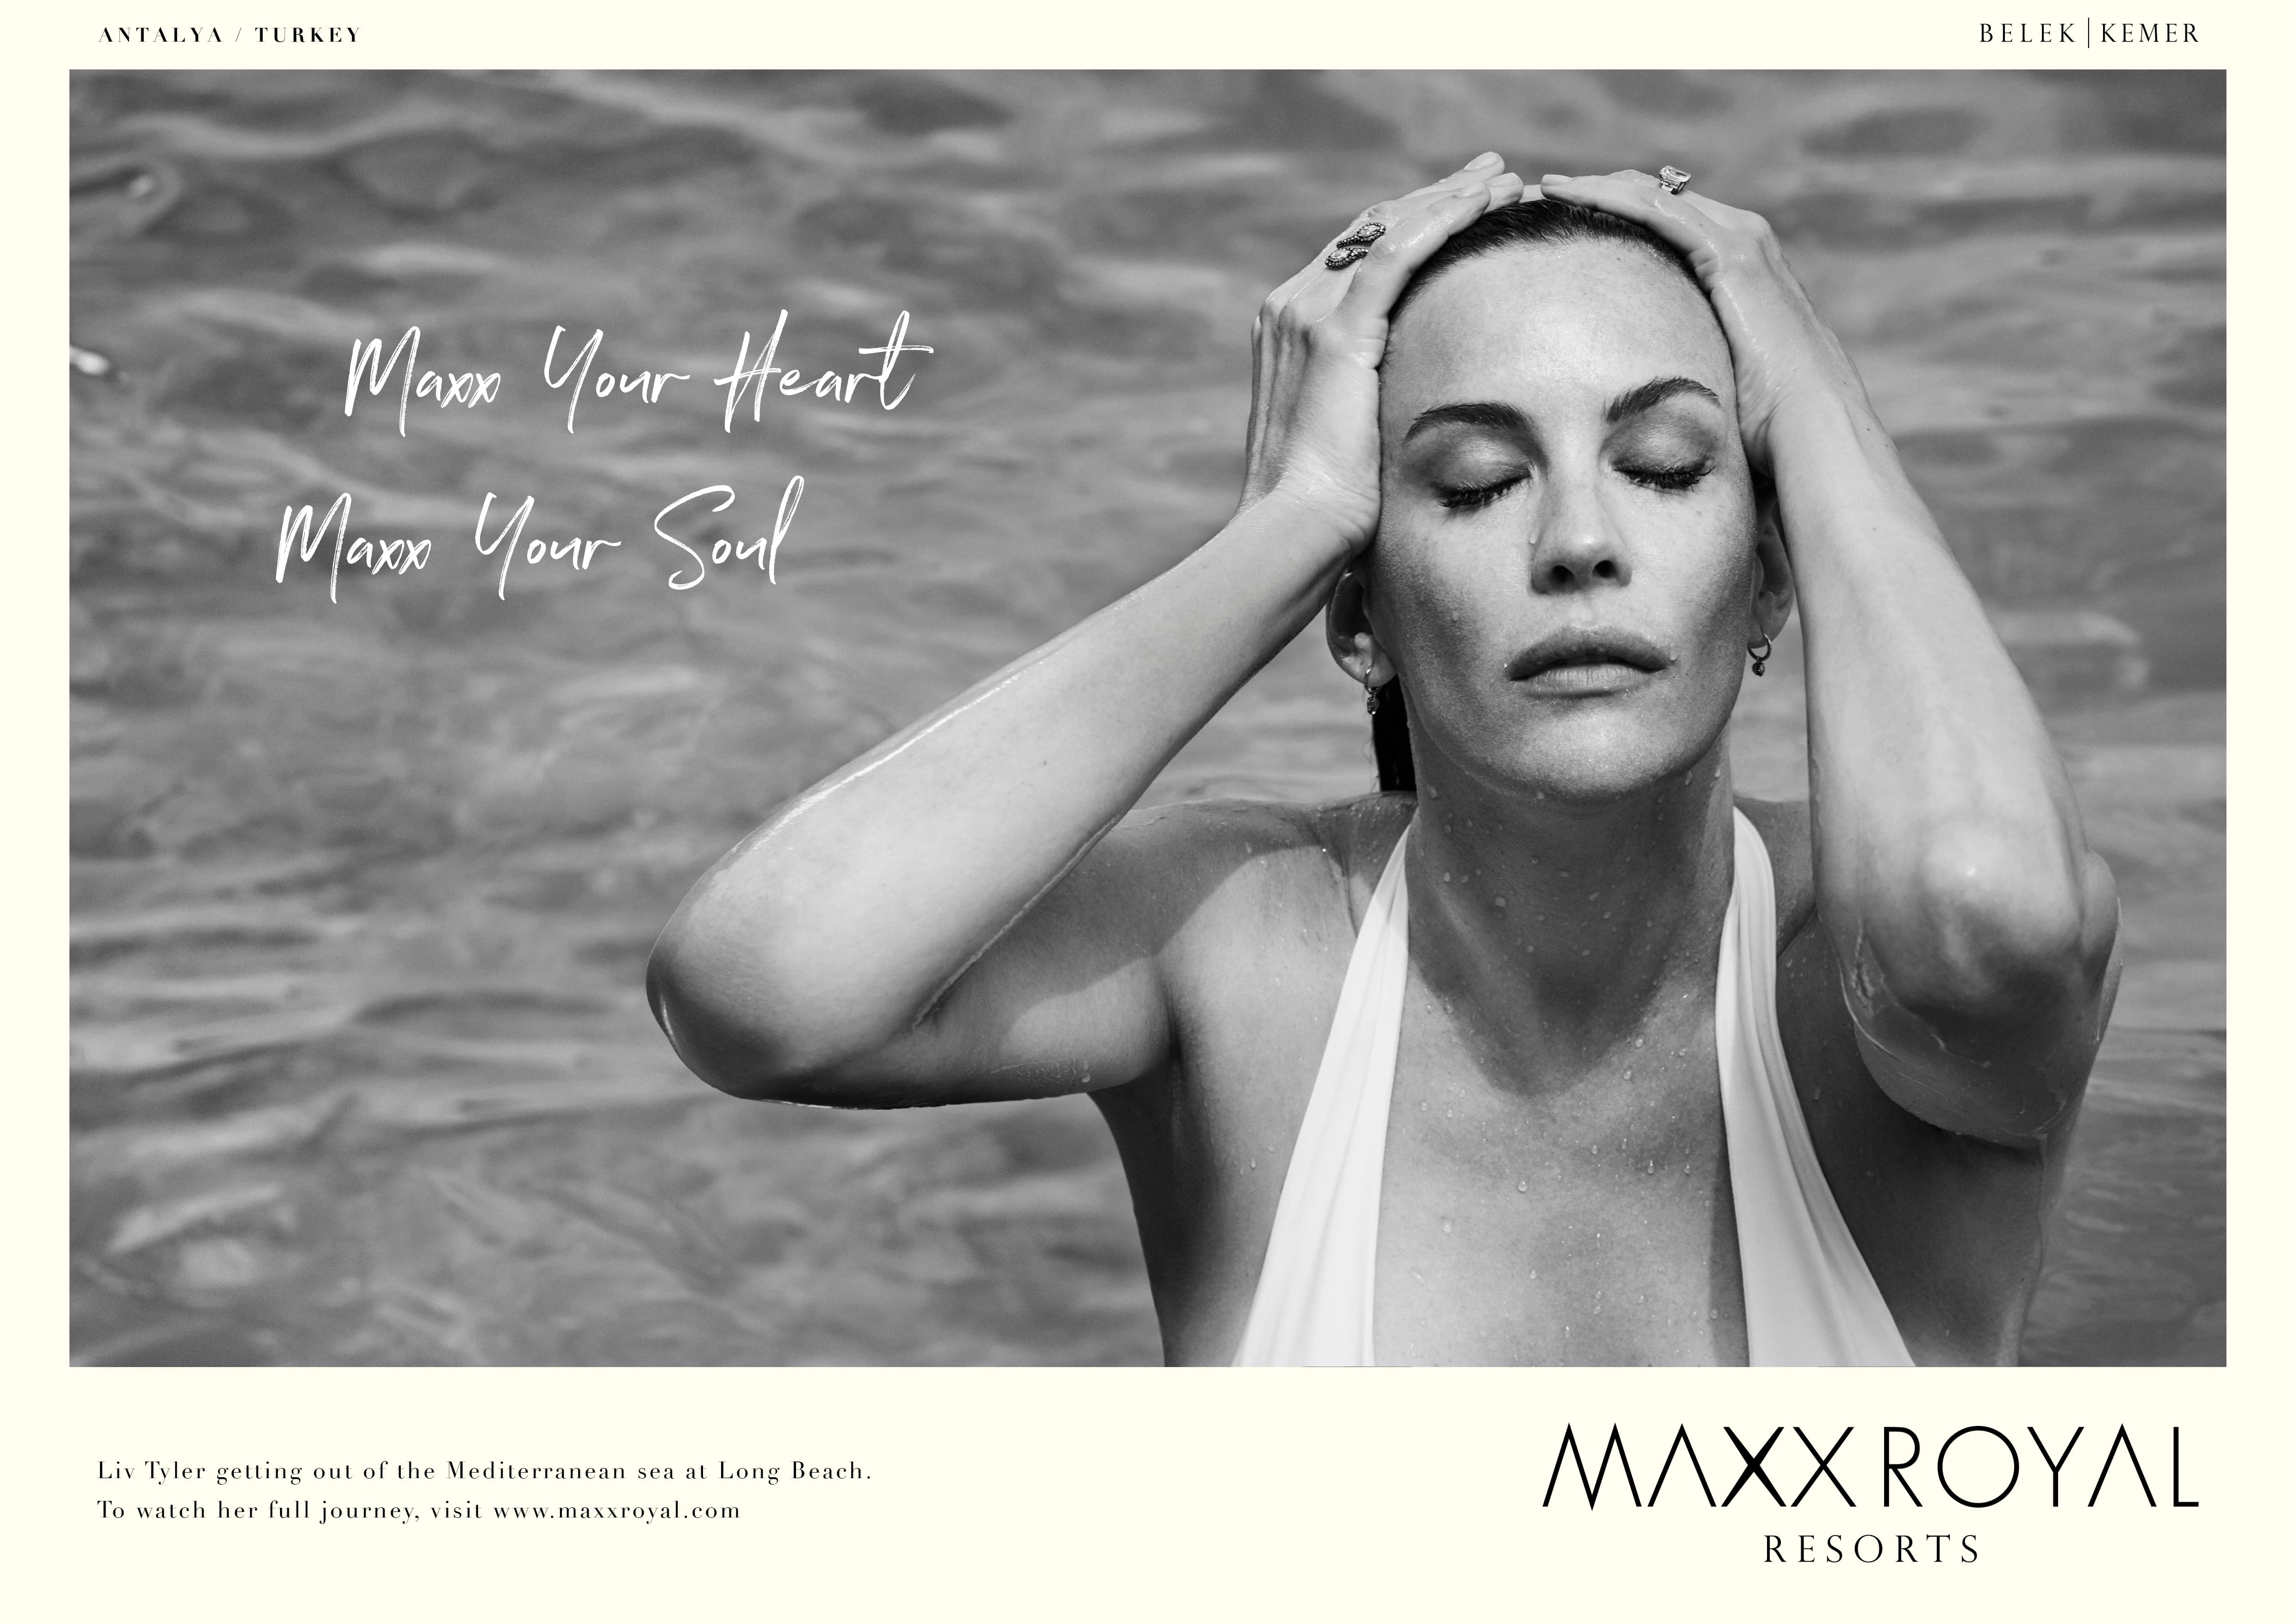 ANTALYA / TURKEY
BELEK | KEMER
Maxx Your Heart
Maxx Your Soul
Liv Tyler getting out of the Mediterranean sea at Long Beach.
To watch her full journey, visit www.maxxroyal.com
MAXX ROYAL
RESORTS